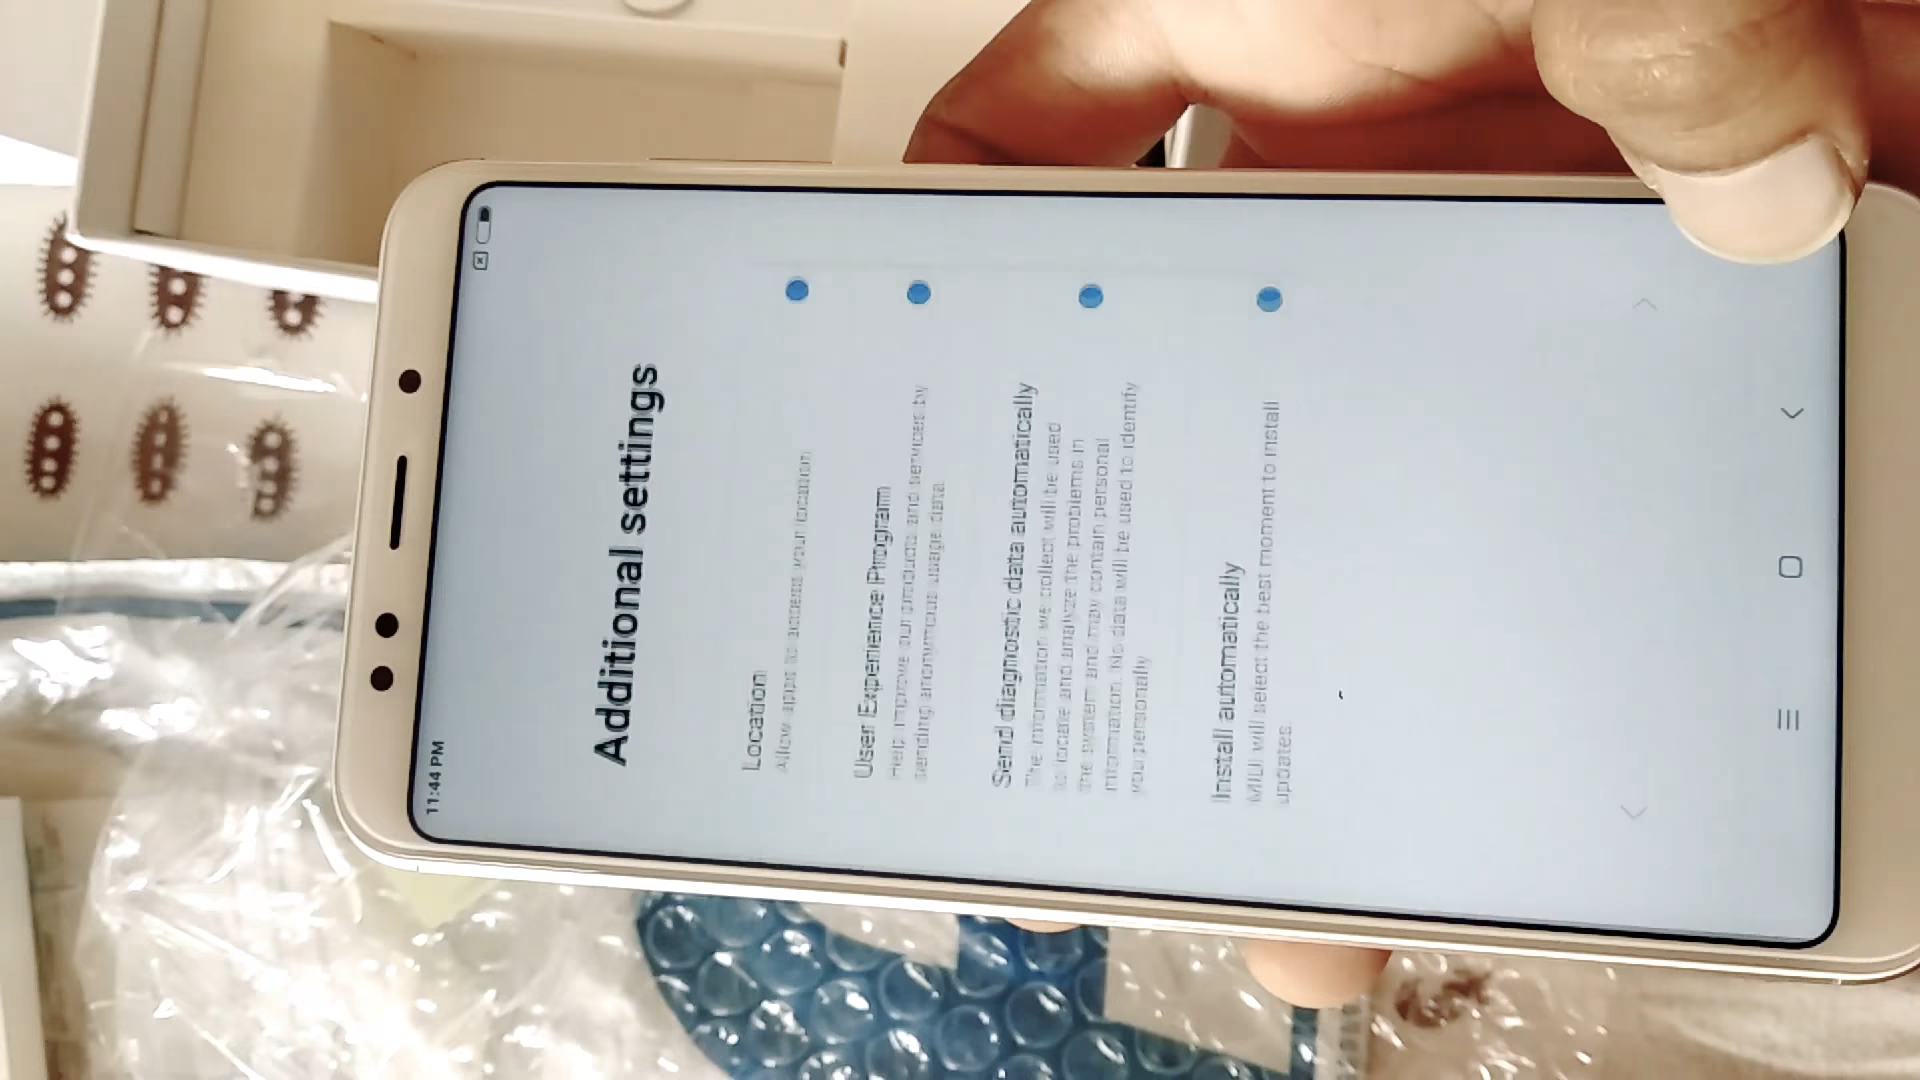 11:44 PM
Additional settings
Location
Allow apps to access your location
User Experience Program
Help improve our products and services by
sending anonymous usage data.
Send diagnostic data automatically
The information we collect will be used
to locate and analyze the problems in
the system and may contain personal
information. No data will be used to identify
you personally
Install automatically
MIUI will select the best moment to install
updates.